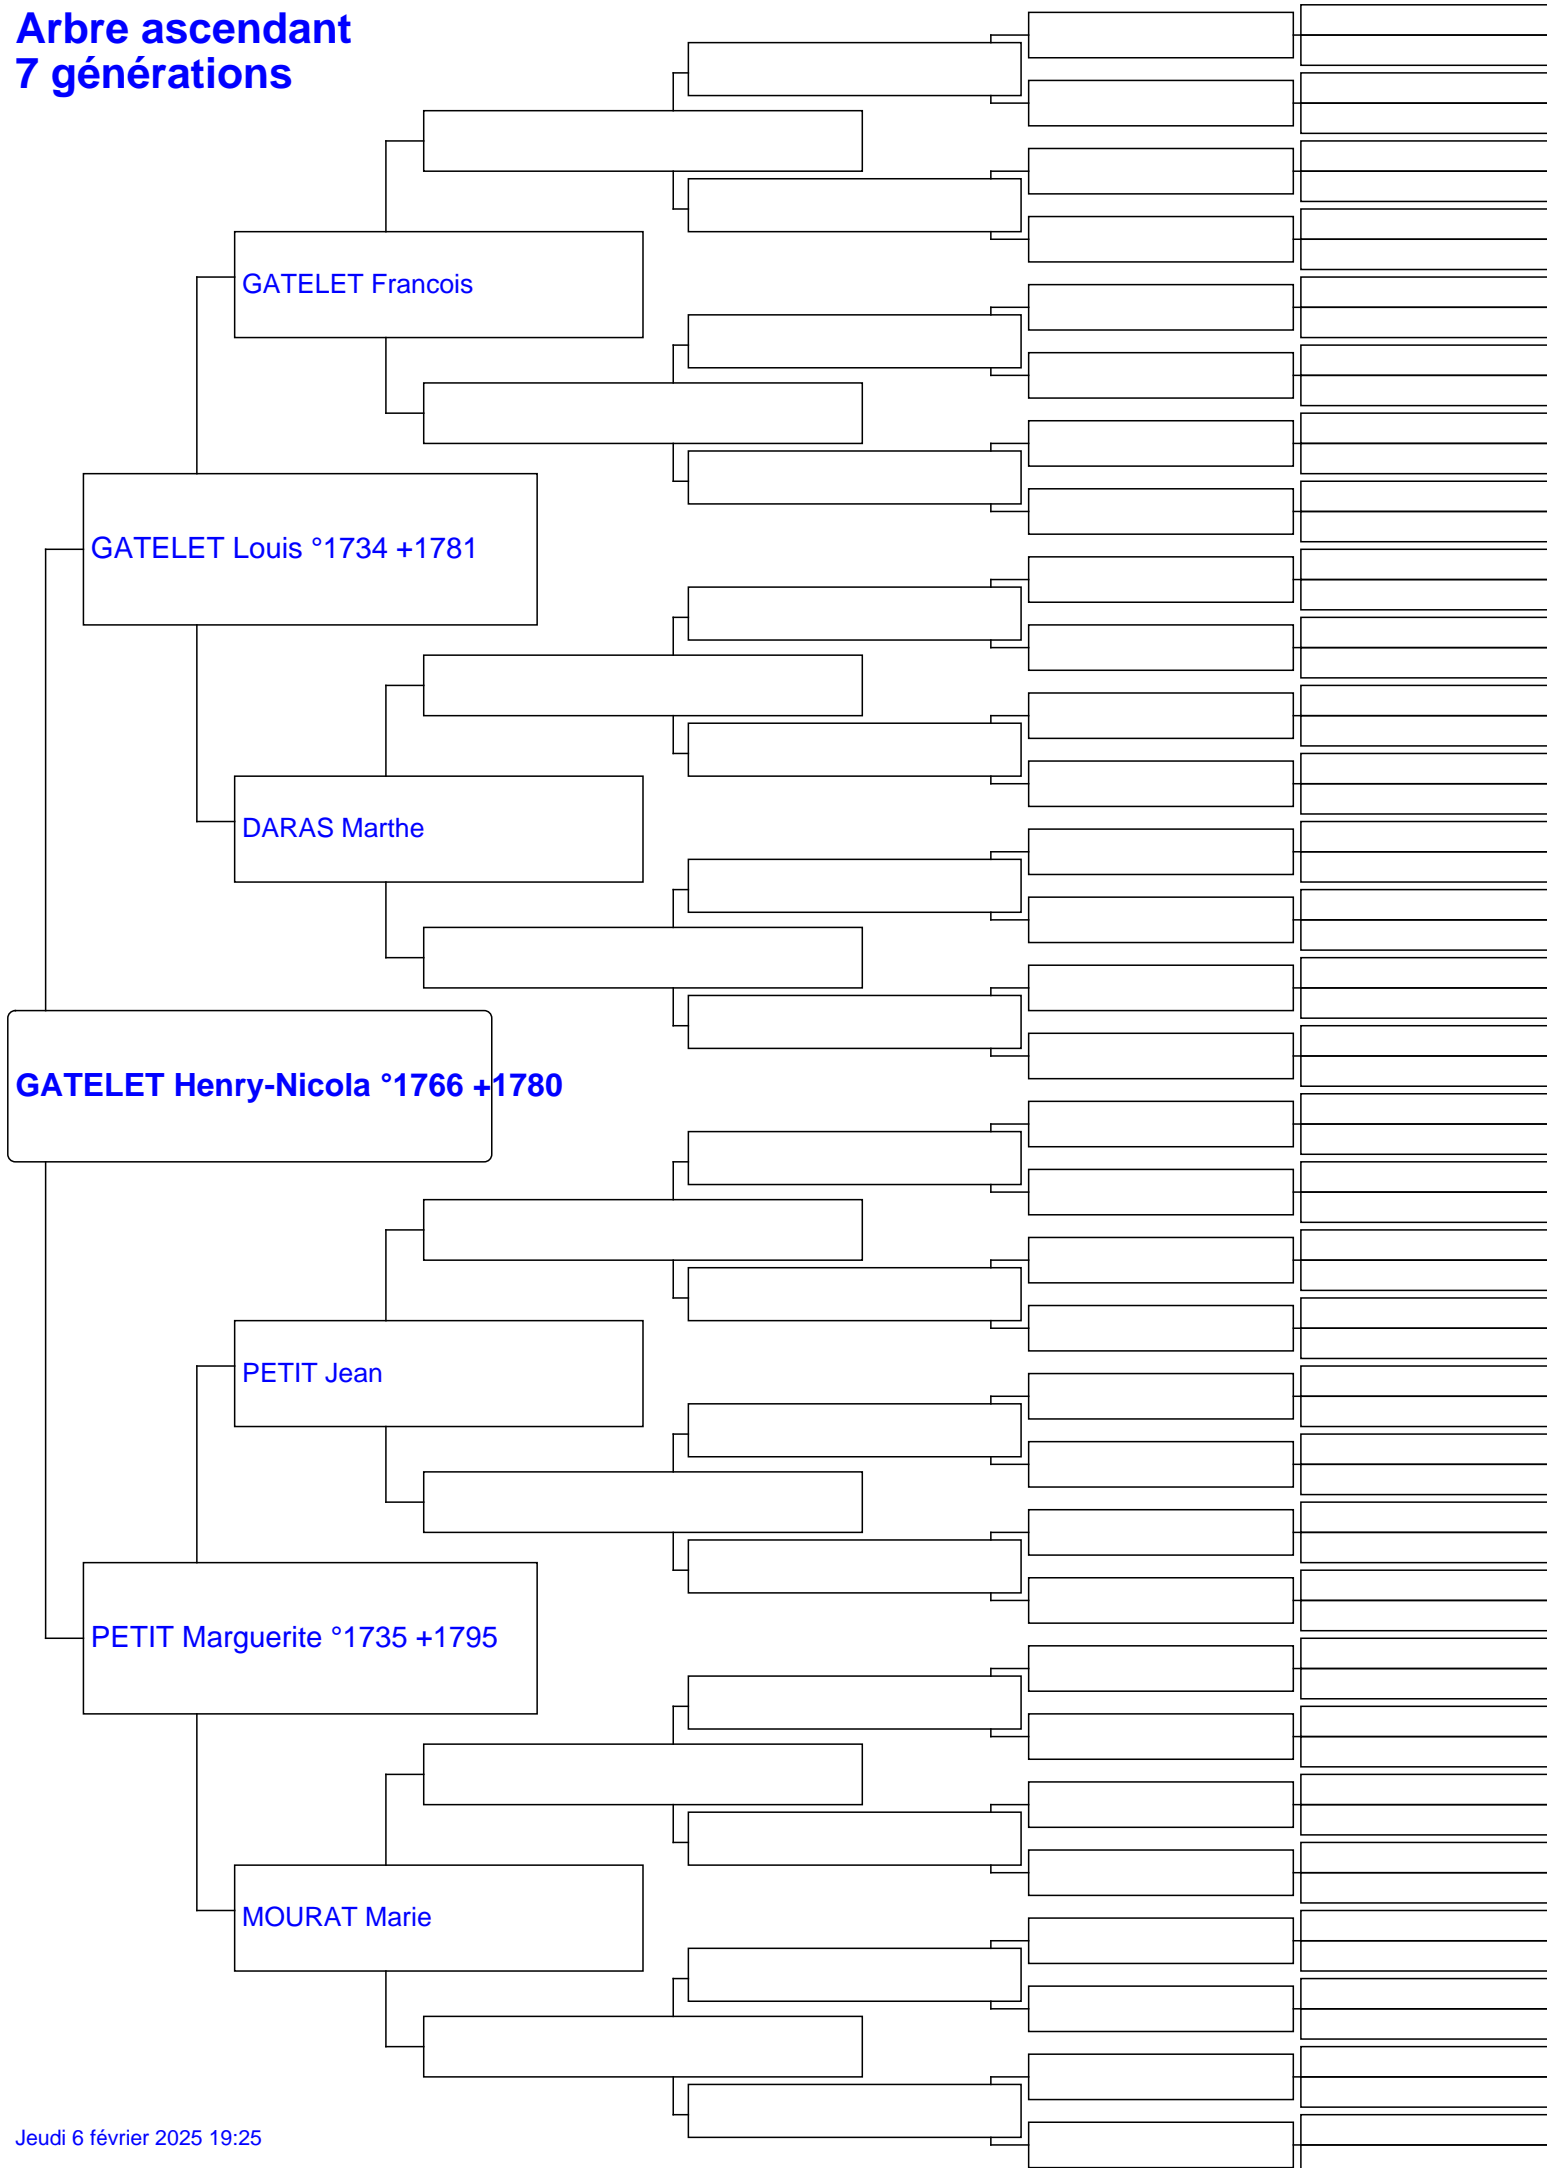 Arbre ascendant
7 générations
GATELET Francois
GATELET Louis °1734 +1781
DARAS Marthe
GATELET Henry-Nicola °1766 +1780
PETIT Jean
PETIT Marguerite °1735 +1795
MOURAT Marie
Jeudi 6 février 2025 19:25